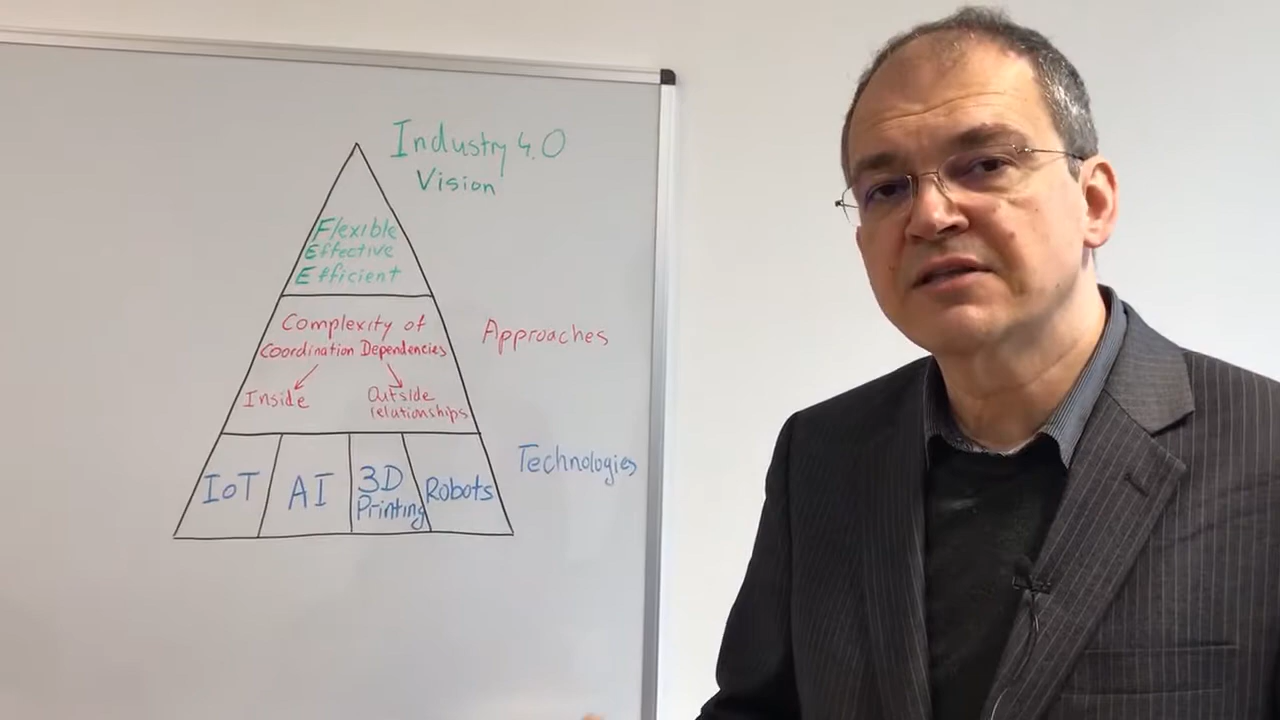 Industry 4.0
Vision
Flexible
Effective
Efficient
Complexity of
Coordination Dependencies
Inside
Outside
relationships
Approaches
IoT
AI
3D
Printing
Robots
Technologies